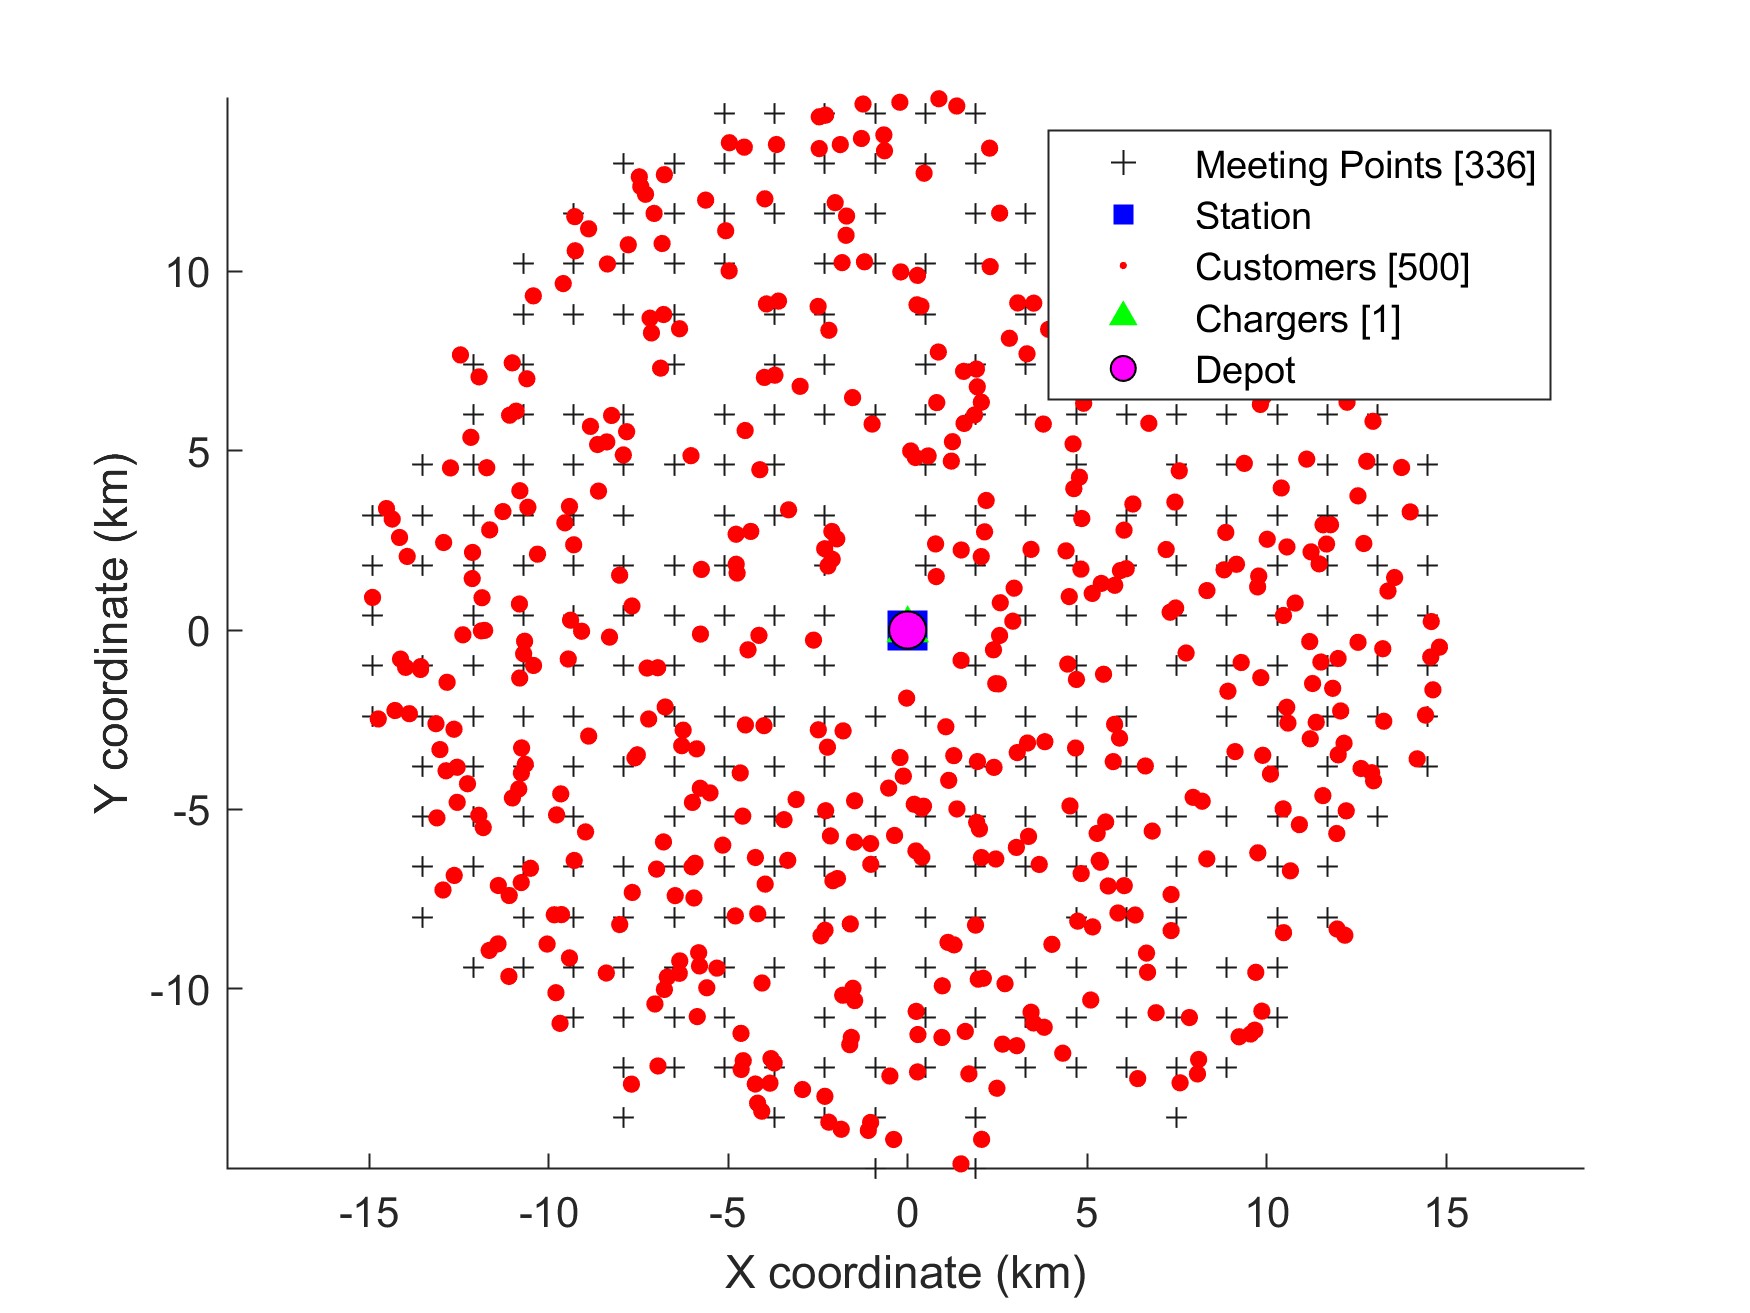 Meeting Points [336]
Station
Customers [500]
Chargers [1]
Depot
10
5
0
-5
-10
Y coordinate (km)
-15 -10 -5 0 5 10 15
X coordinate (km)